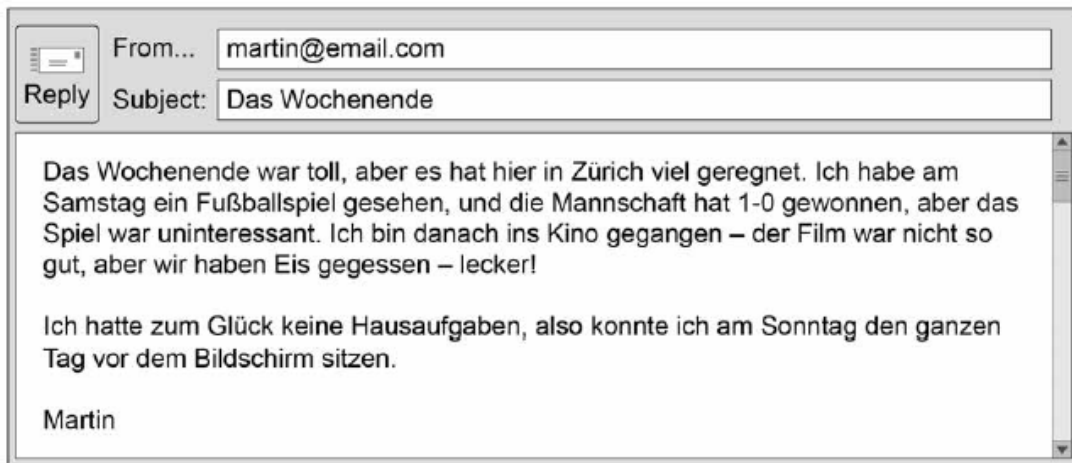 From... martin@email.com
Reply
Subject: Das Wochenende
Das Wochenende war toll, aber es hat hier in Zürich viel geregnet. Ich habe am
Samstag ein Fußballspiel gesehen, und die Mannschaft hat 1-0 gewonnen, aber das
Spiel war uninteressant. Ich bin danach ins Kino gegangen – der Film war nicht so
gut, aber wir haben Eis gegessen – lecker!
Ich hatte zum Glück keine Hausaufgaben, also konnte ich am Sonntag den ganzen
Tag vor dem Bildschirm sitzen.
Martin